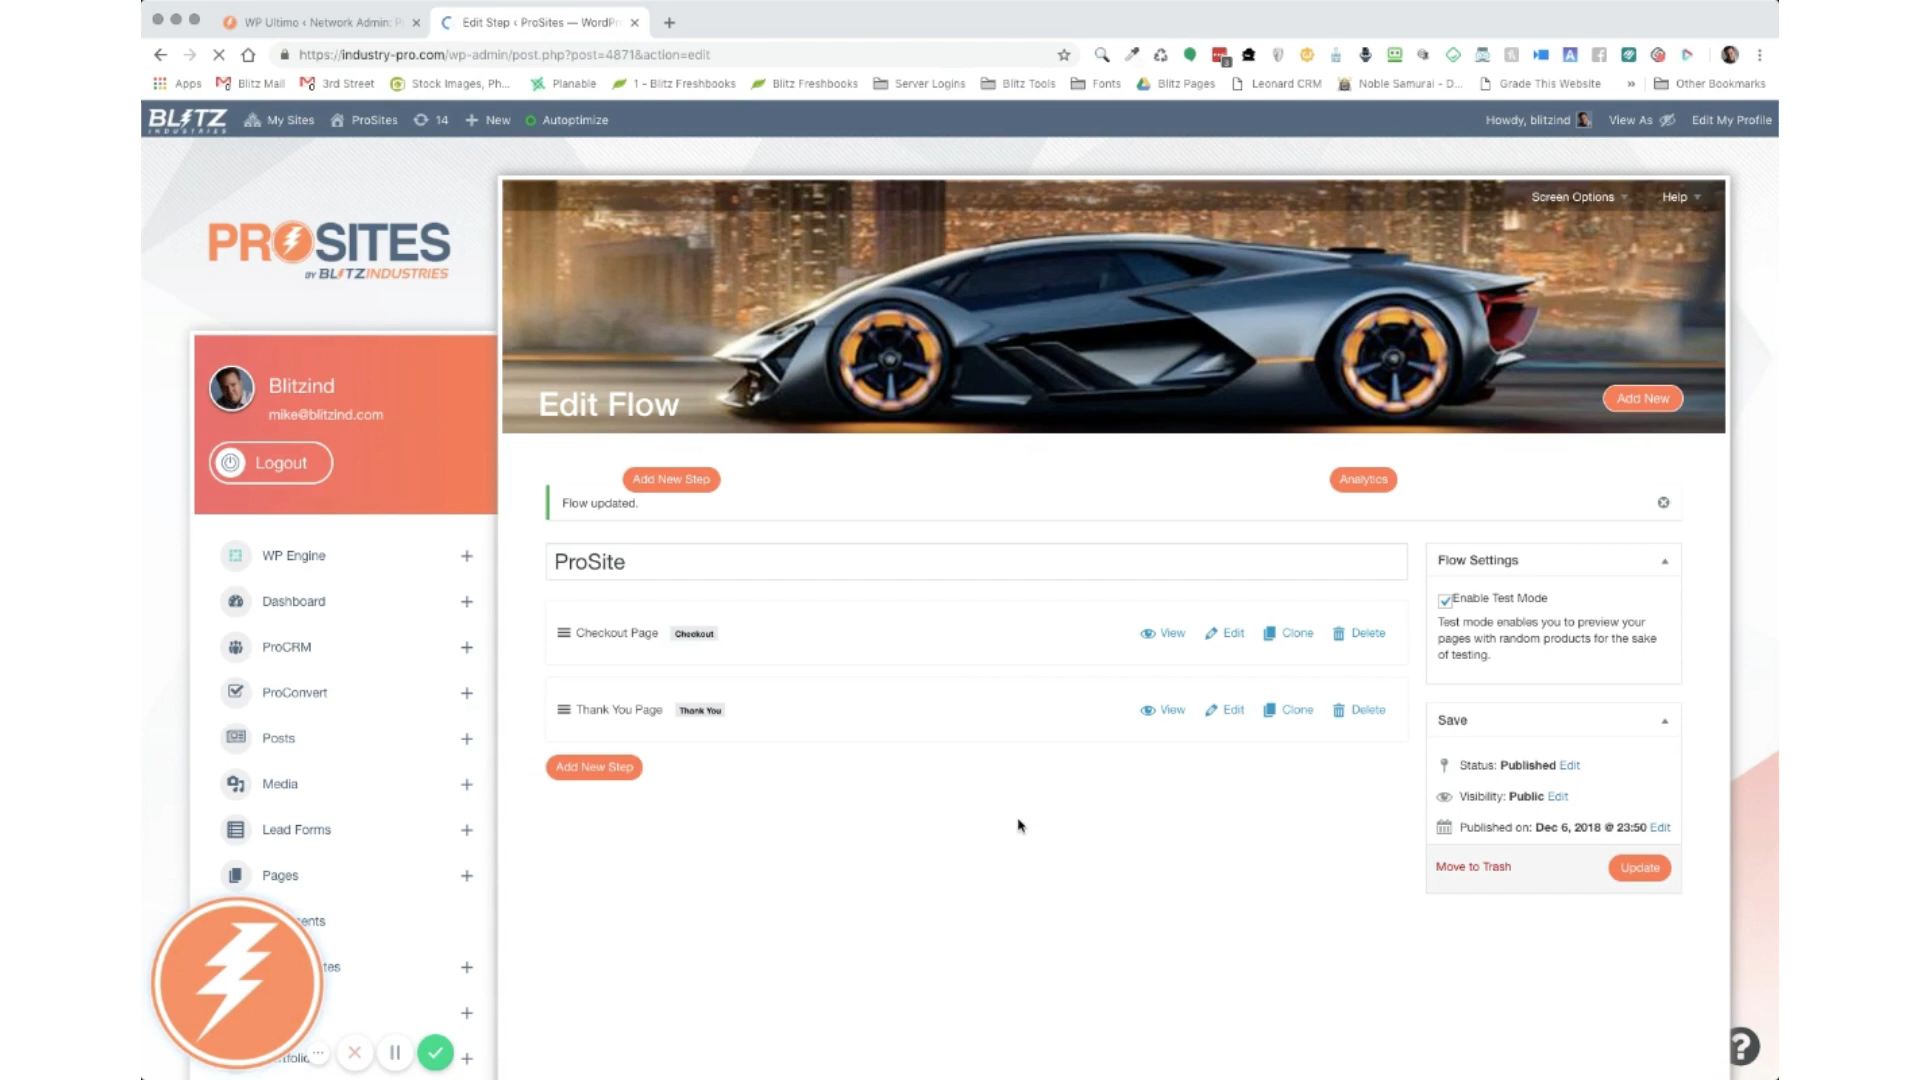 WP Ultimo ‹ Network Admin: P
Edit Step ‹ ProSites — WordPr
https://industry-pro.com/wp-admin/post.php?post=4871&action=edit
Apps
Blitz Mail
3rd Street
Stock Images, Ph...
Planable
1 - Blitz Freshbooks
Blitz Freshbooks
Server Logins
Blitz Tools
Fonts
Blitz Pages
Leonard CRM
Noble Samurai - D...
Grade This Website
»
Other Bookmarks
BLITZ
INDUSTRIES
My Sites
ProSites
14
New
Autoptimize
Howdy, blitzind
View As
Edit My Profile
Screen Options
Help
PROSITES
BY BLITZINDUSTRIES
Blitzind
mike@blitzind.com
Logout
Edit Flow
Add New
Add New Step
Analytics
Flow updated.
ProSite
Checkout Page Checkout
View Edit Clone Delete
Thank You Page Thank You
View Edit Clone Delete
Add New Step
Flow Settings
Enable Test Mode
Test mode enables you to preview your
pages with random products for the sake
of testing.
Save
Status: Published Edit
Visibility: Public Edit
Published on: Dec 6, 2018 @ 23:50 Edit
Move to Trash
Update
WP Engine
Dashboard
ProCRM
ProConvert
Posts
Media
Lead Forms
Pages
ents
tes
tfolio
?